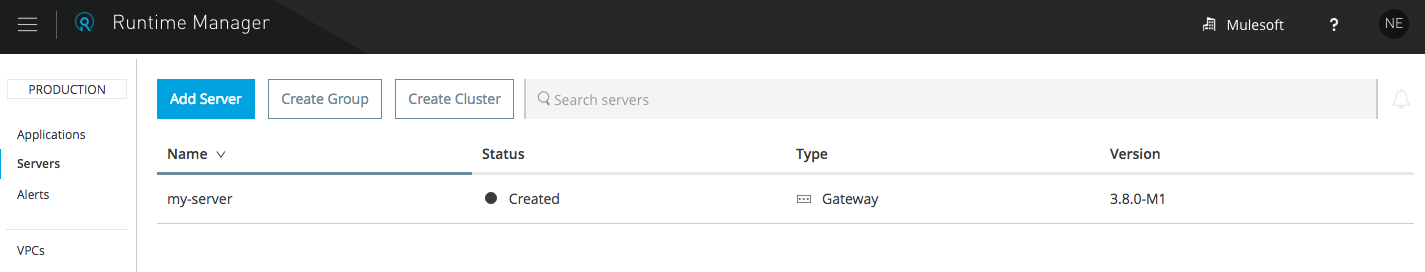 Runtime Manager
Mulesoft
?
NE
PRODUCTION
Applications
Servers
Alerts
VPCs
Add Server
Create Group
Create Cluster
Search servers
Name Status Type Version
my-server Created Gateway 3.8.0-M1